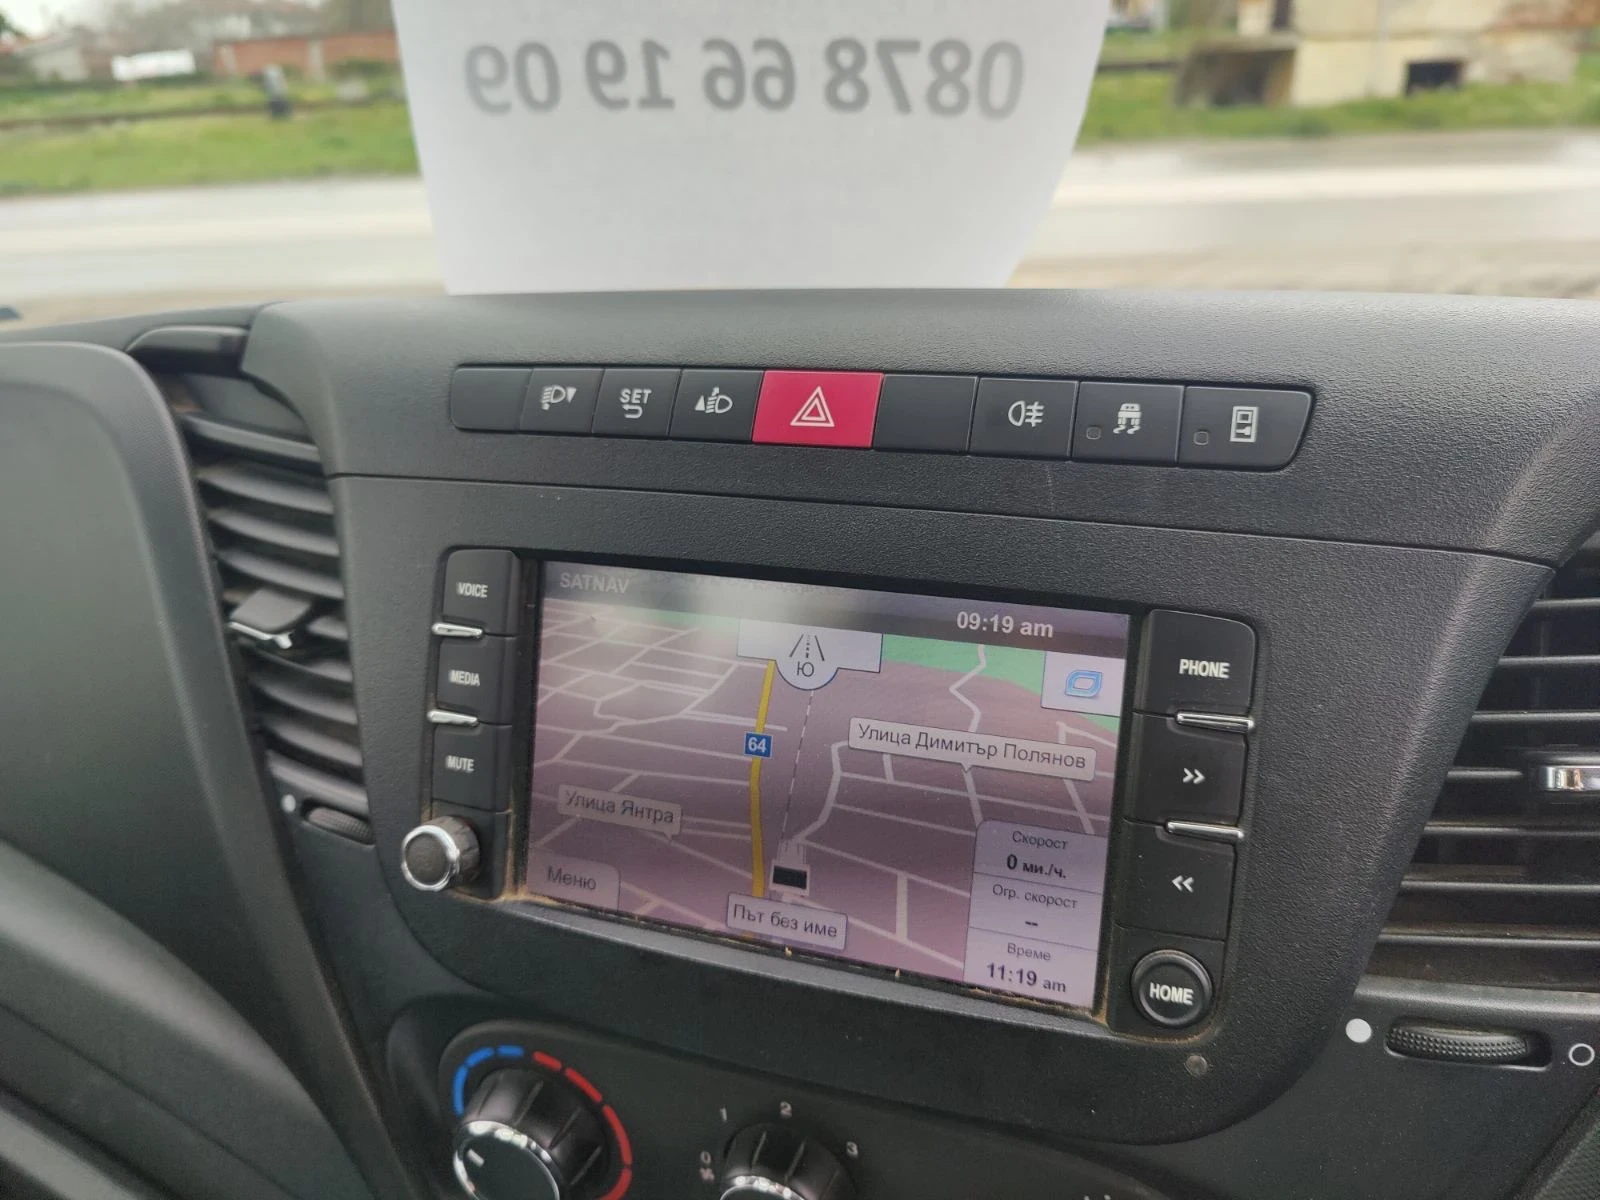 0878 66 19 09
SET
VOICE
MEDIA
MUTE
SATNAV
09:19 am
Ю
64
Улица Димитър Полянов
Улица Янтра
Меню
Път без име
Скорост
0 ми./ч.
Огр. скорост
--
Време
11:19 am
PHONE
>>
<<
HOME
0
1
2
3